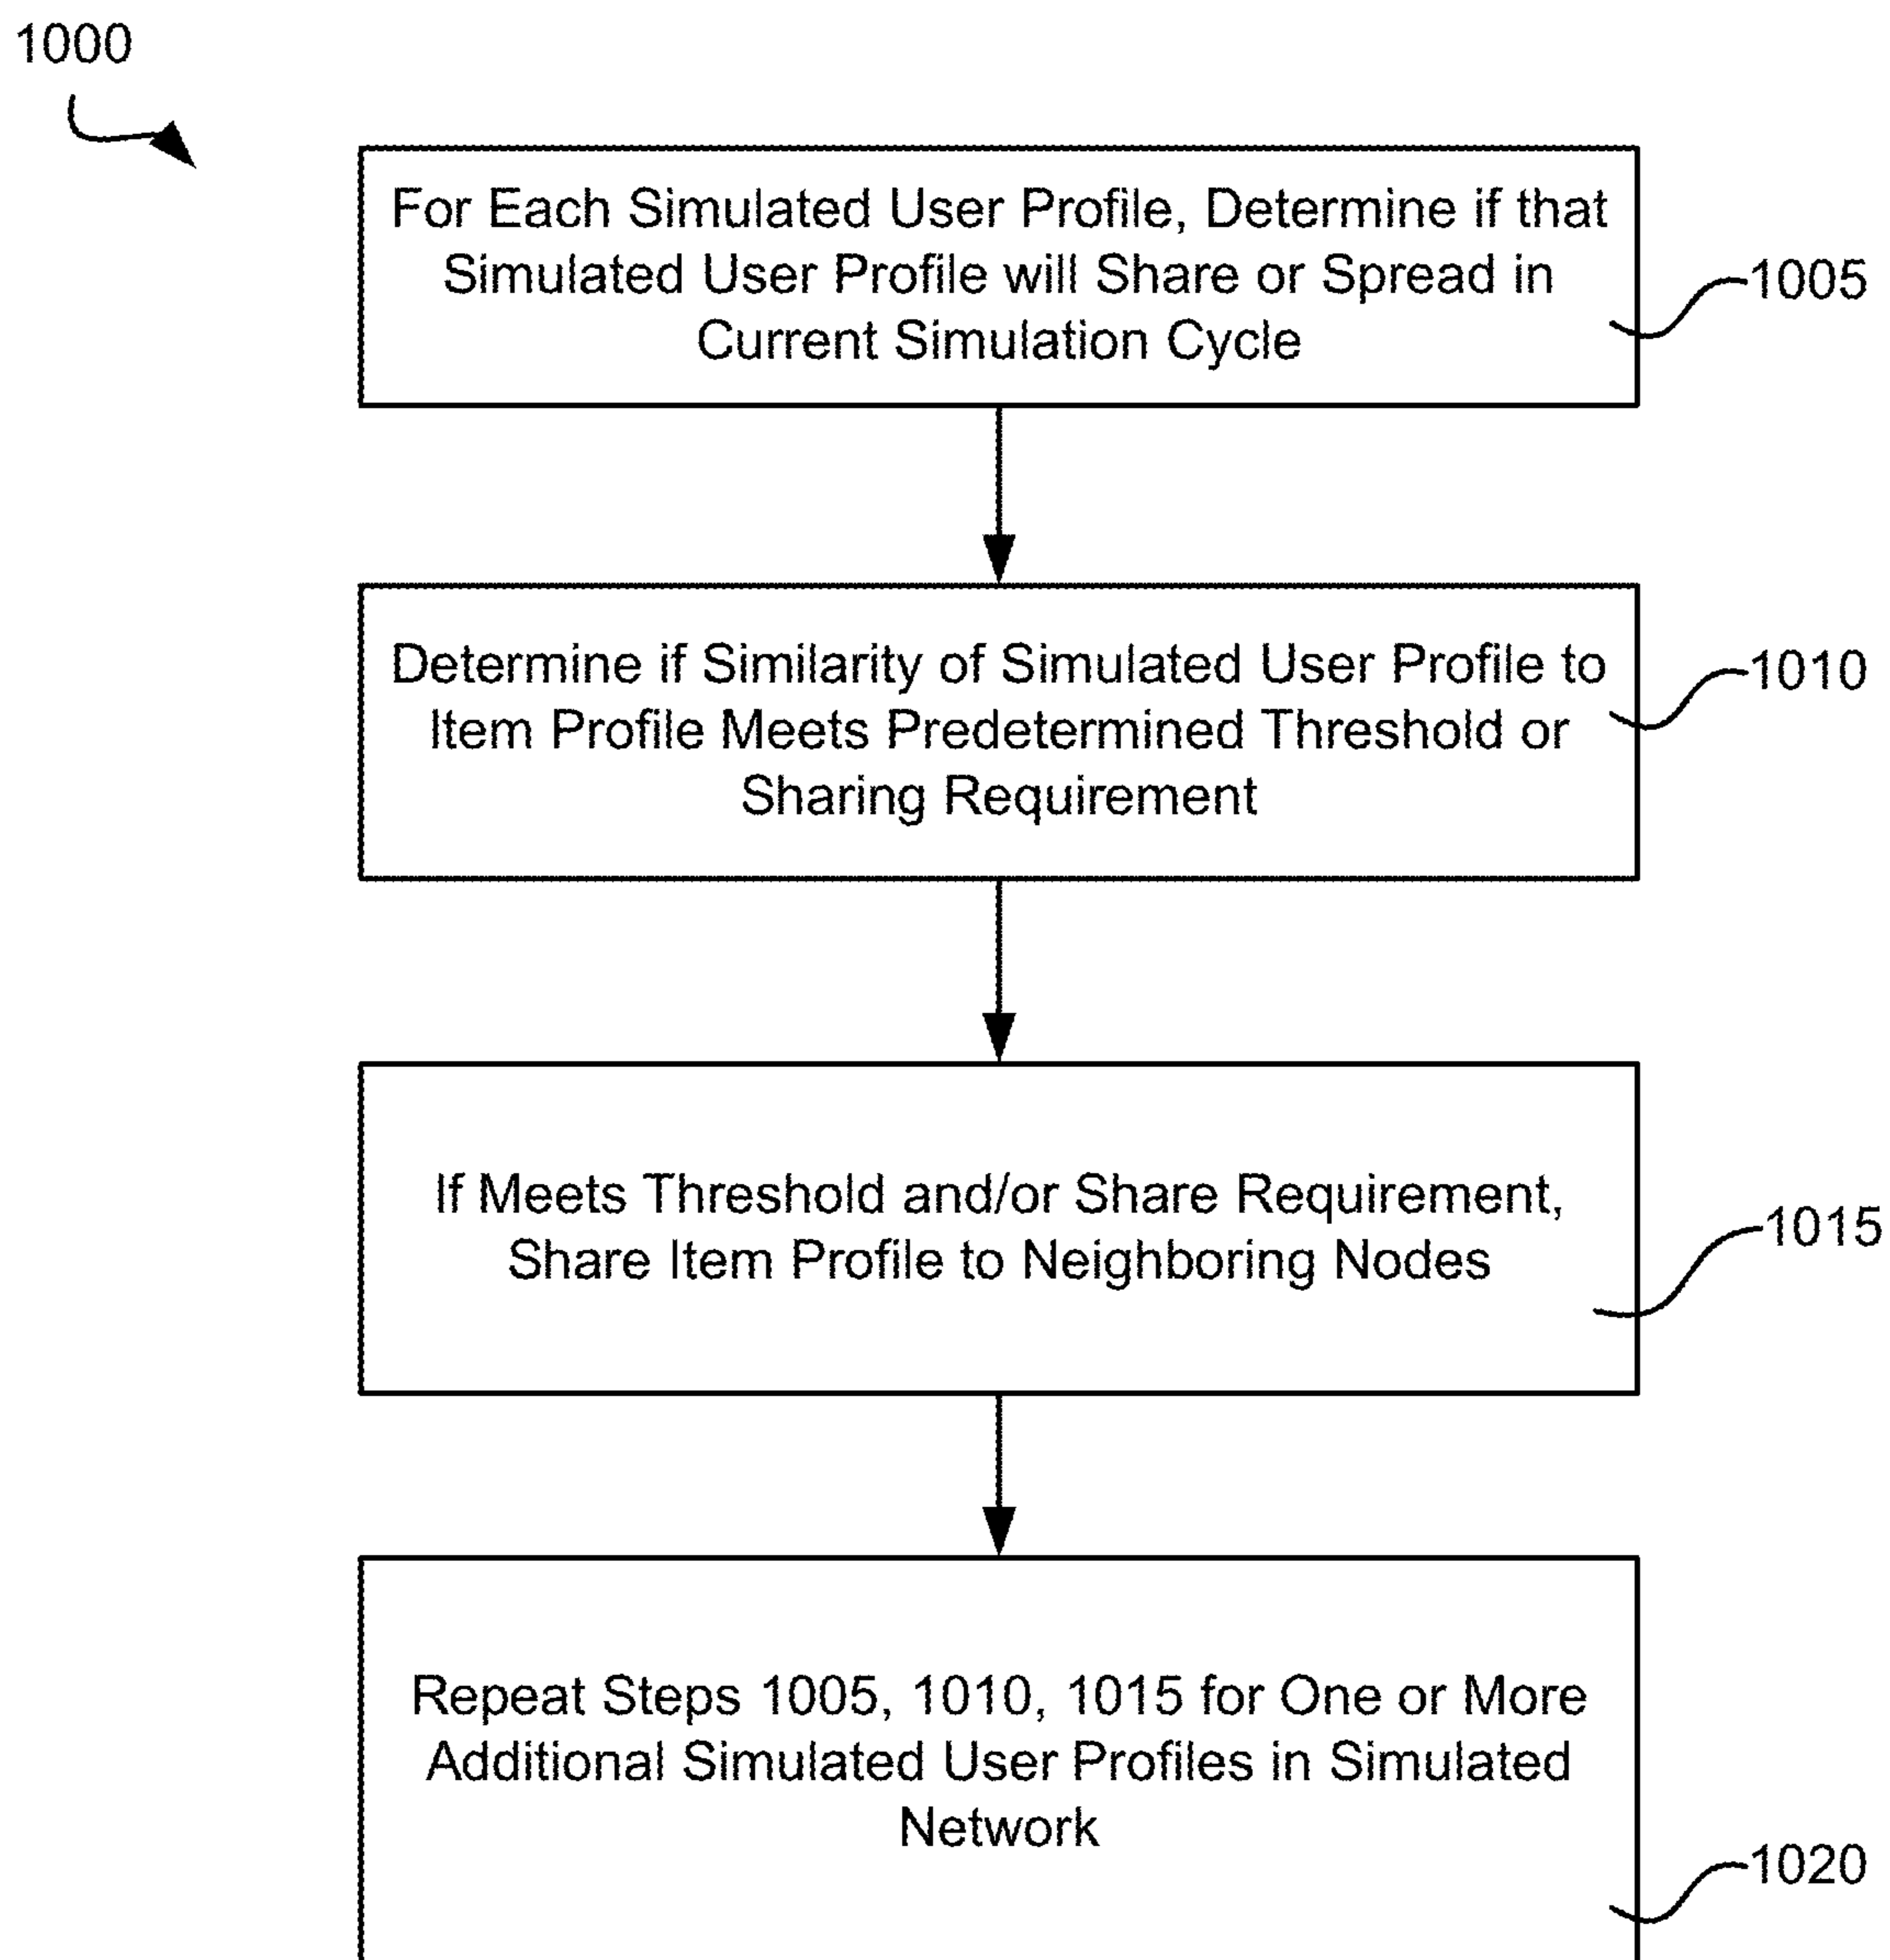 1000
For Each Simulated User Profile, Determine if that
Simulated User Profile will Share or Spread in
Current Simulation Cycle
1005
Determine if Similarity of Simulated User Profile to
Item Profile Meets Predetermined Threshold or
Sharing Requirement
1010
If Meets Threshold and/or Share Requirement,
Share Item Profile to Neighboring Nodes
1015
Repeat Steps 1005, 1010, 1015 for One or More
Additional Simulated User Profiles in Simulated
Network
1020